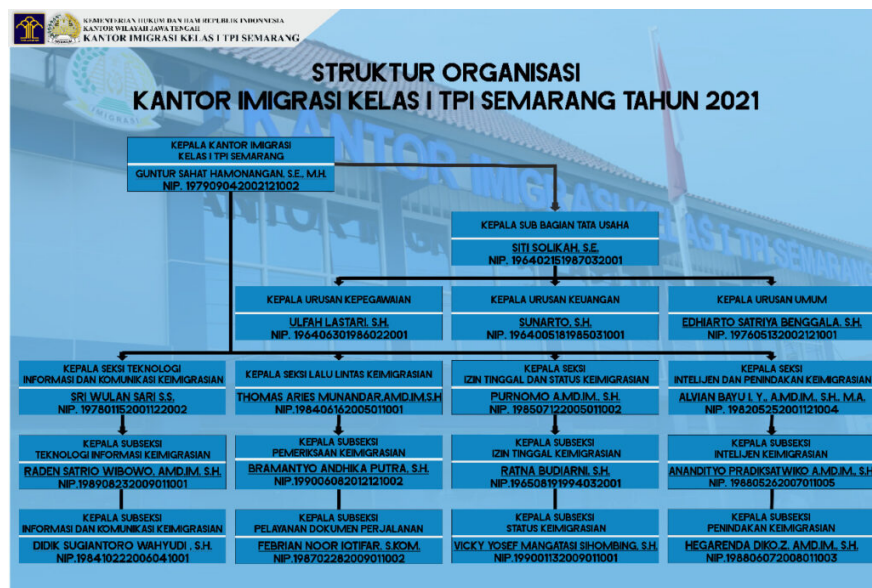 KEMENTERIAN HUKUM DAN HAM REPUBLIK INDONESIA
KANTOR WILAYAH JAWA TENGAH
KANTOR IMIGRASI KELAS I TPI SEMARANG
STRUKTUR ORGANISASI
KANTOR IMIGRASI KELAS I TPI SEMARANG TAHUN 2021
IMIGRASI
KANTOR IMIGRASI KELAS I TPI SEMARANG
KEPALA KANTOR IMIGRASI
KELAS I TPI SEMARANG
GUNTUR SAHAT HAMONANGAN, S.E., M.H.
NIP. 197909042002121002
KEPALA SUB BAGIAN TATA USAHA
SITI SOLIKAH, S.E.
NIP. 196402151987032001
KEPALA URUSAN KEPEGAWAIAN
ULFAH LASTARI, S.H.
NIP. 196406301986022001
KEPALA URUSAN KEUANGAN
SUNARTO, S.H.
NIP. 1964005181985031001
KEPALA URUSAN UMUM
EDHIARTO SATRIYA BENGGALA, S.H.
NIP. 197605132002121001
KEPALA SEKSI TEKNOLOGI
INFORMASI DAN KOMUNIKASI KEIMIGRASIAN
SRI WULAN SARI S.S.
NIP. 197801152001122002
KEPALA SEKSI LALU LINTAS KEIMIGRASIAN
THOMAS ARIES MUNANDAR,AMD.IM,S.H
NIP.198406162005011001
KEPALA SEKSI
IZIN TINGGAL DAN STATUS KEIMIGRASIAN
PURNOMO A.MD.IM., S.H.
NIP. 198507122005011002
KEPALA SEKSI
INTELIJEN DAN PENINDAKAN KEIMIGRASIAN
ALVIAN BAYU I. Y., A.MD.IM., S.H., M.A.
NIP. 198205252001121004
KEPALA SUBSEKSI
TEKNOLOGI INFORMASI KEIMIGRASIAN
RADEN SATRIO WIBOWO, AMD.IM, S.H.
NIP.198908232009011001
KEPALA SUBSEKSI
PEMERIKSAAN KEIMIGRASIAN
BRAMANTYO ANDHIKA PUTRA, S.H.
NIP. 199006082012121002
KEPALA SUBSEKSI
IZIN TINGGAL KEIMIGRASIAN
RATNA BUDIARNI, S.H.
NIP. 196508191994032001
KEPALA SUBSEKSI
INTELIJEN KEIMIGRASIAN
ANANDITYO PRADIKSATWIKO A.MD.IM., S.H
NIP. 198805262007011005
KEPALA SUBSEKSI
INFORMASI DAN KOMUNIKASI KEIMIGRASIAN
DIDIK SUGIANTORO WAHYUDI , S.H.
NIP.198410222006041001
KEPALA SUBSEKSI
PELAYANAN DOKUMEN PERJALANAN
FEBRIAN NOOR IQTIFAR, S.KOM.
NIP.198702282009011002
KEPALA SUBSEKSI
STATUS KEIMIGRASIAN
VICKY YOSEF MANGATASI SIHOMBING, S.H.
NIP. 199001132009011001
KEPALA SUBSEKSI
PENINDAKAN KEIMIGRASIAN
HEGARENDA DIKO.Z, AMD.IM., S.H
NIP. 198806072008011003